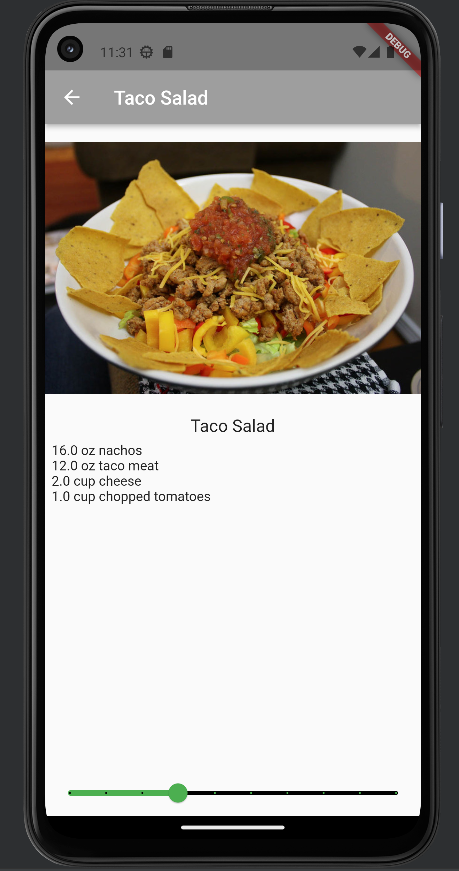 11:31
DEBUG
Taco Salad
Taco Salad
16.0 oz nachos
12.0 oz taco meat
2.0 cup cheese
1.0 cup chopped tomatoes